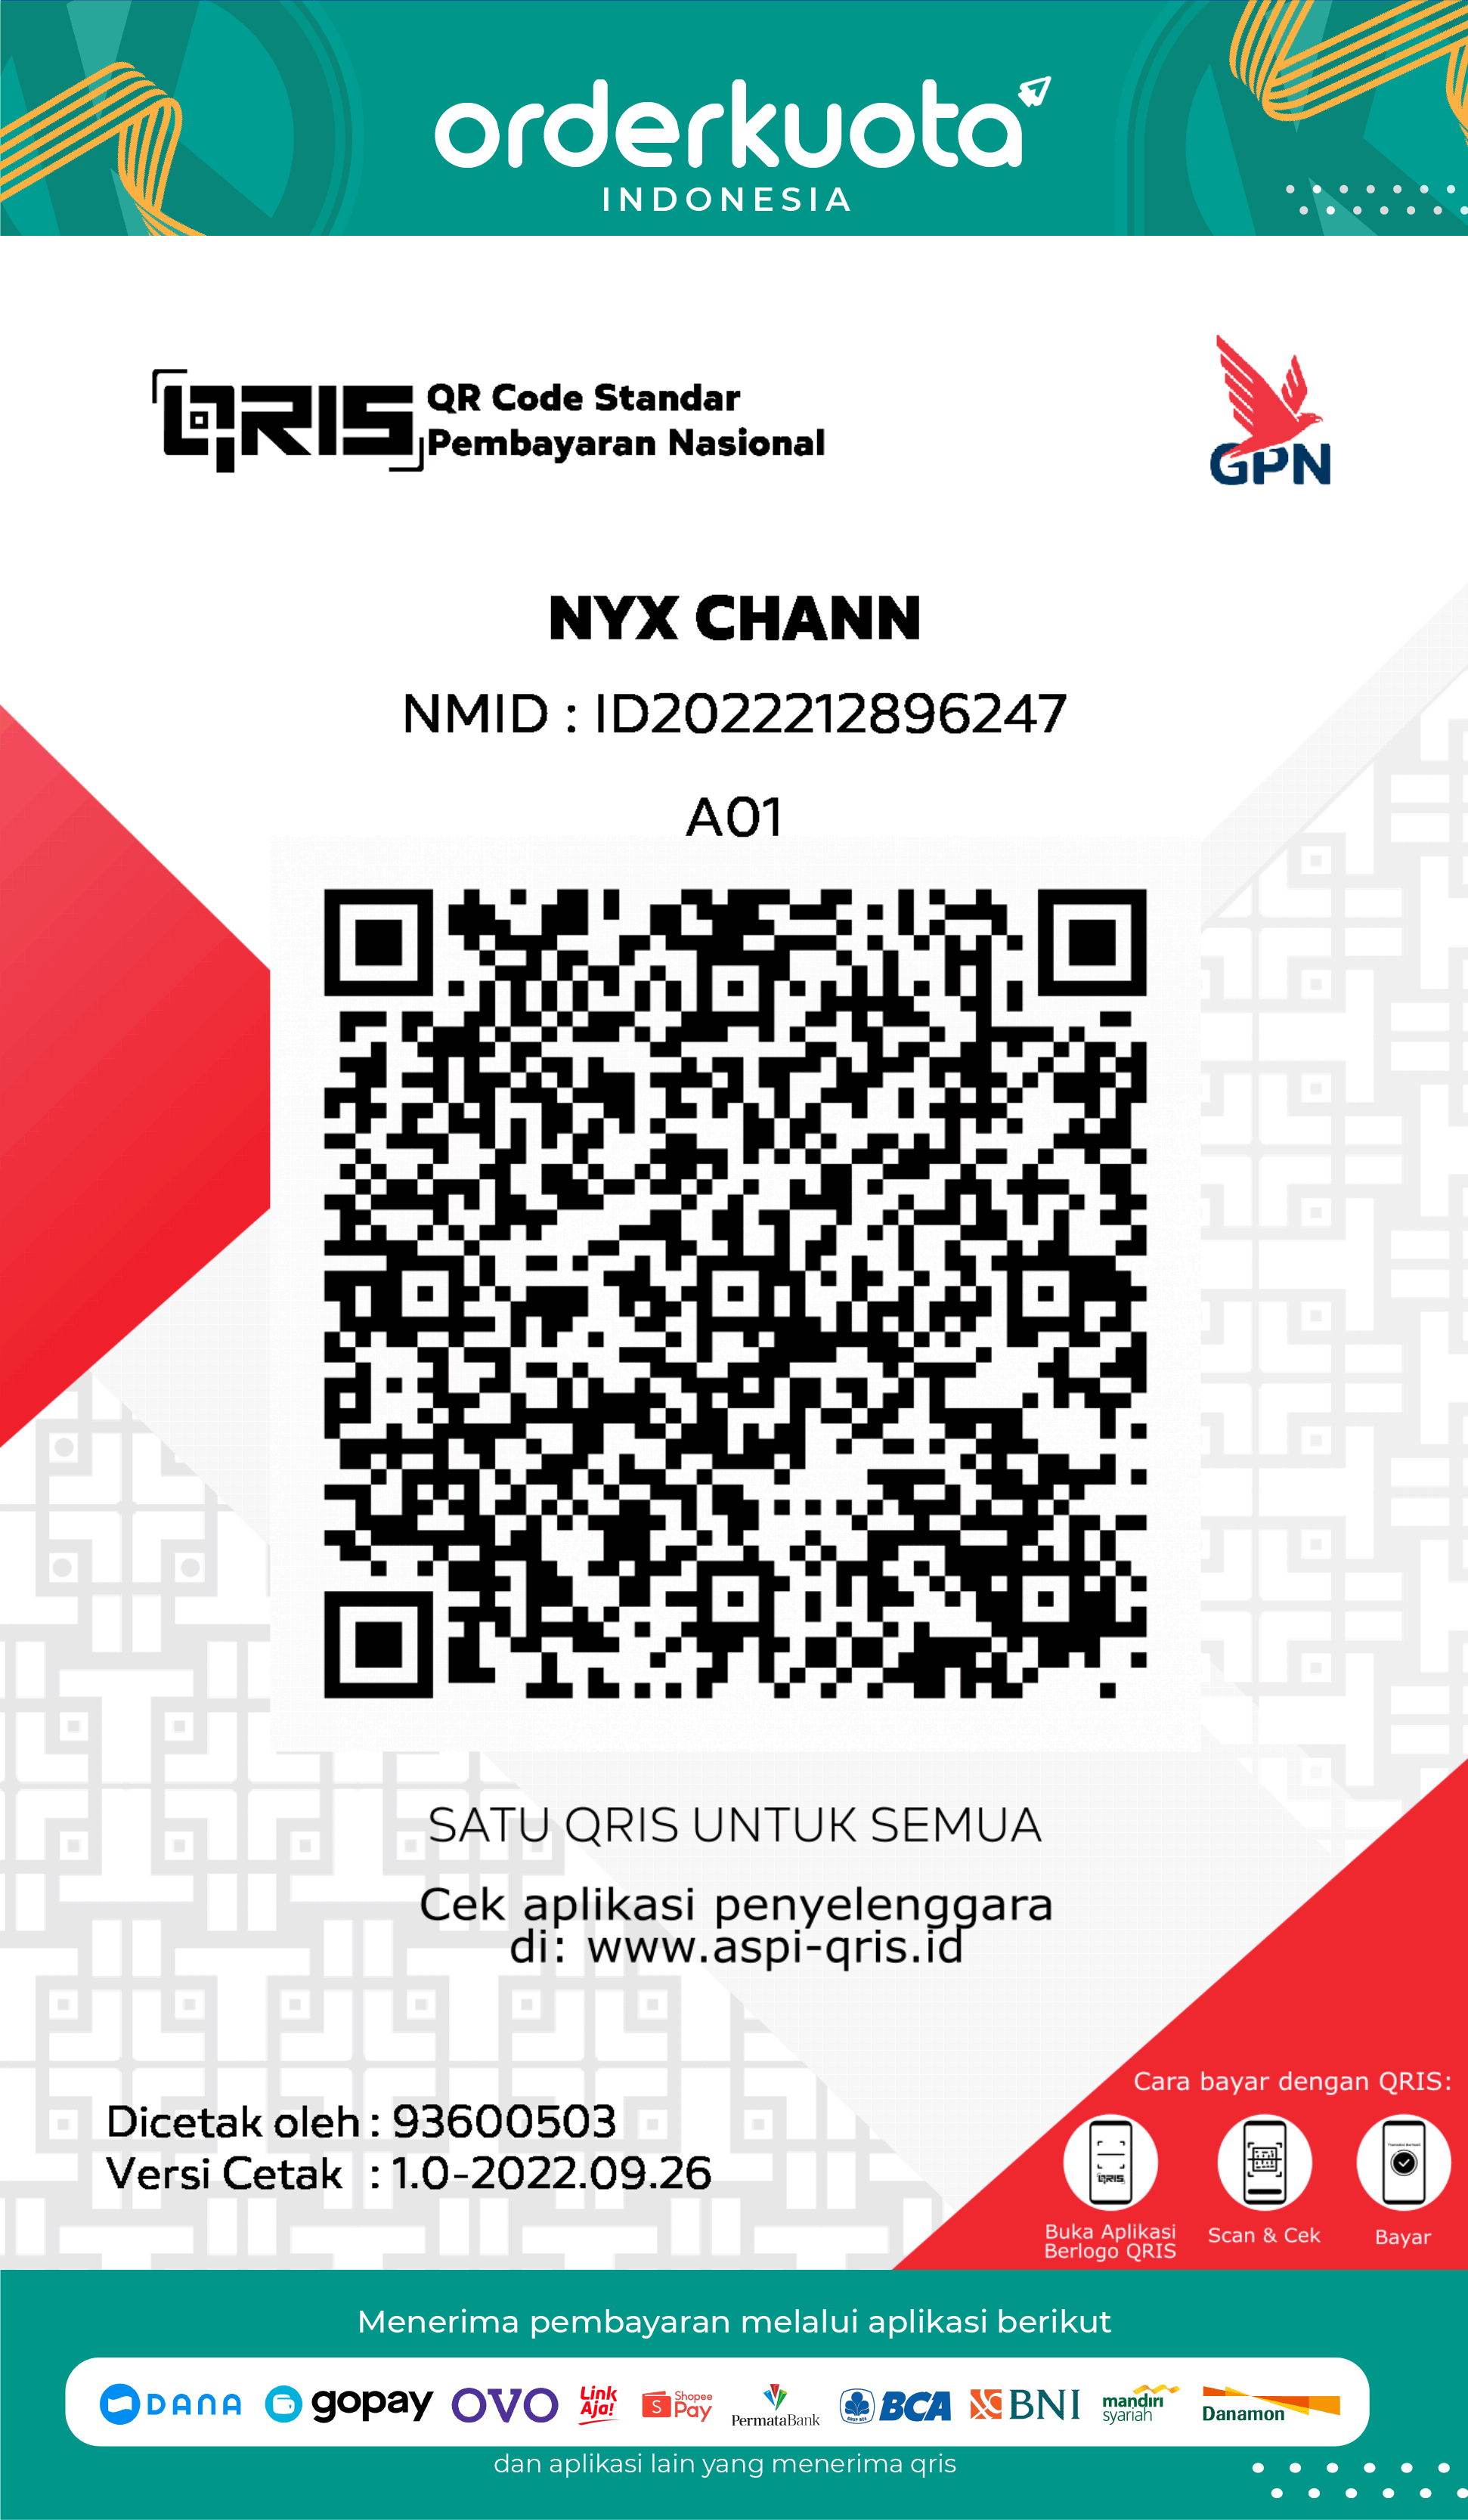 orderkuota
INDONESIA
QRIS QR Code Standar
Pembayaran Nasional
GPN
NYX CHANN
NMID : ID2022212896247
A01
SATU QRIS UNTUK SEMUA
Cek aplikasi penyelenggara
di: www.aspi-qris.id
Dicetak oleh : 93600503
Versi Cetak : 1.0-2022.09.26
Cara bayar dengan QRIS:
QRIS
Buka Aplikasi
Berlogo QRIS
Scan & Cek
Bayar
Menerima pembayaran melalui aplikasi berikut
DANA gopay OVO Link Aja! Shopee Pay PermataBank BCA BNI mandiri syariah Danamon
dan aplikasi lain yang menerima qris